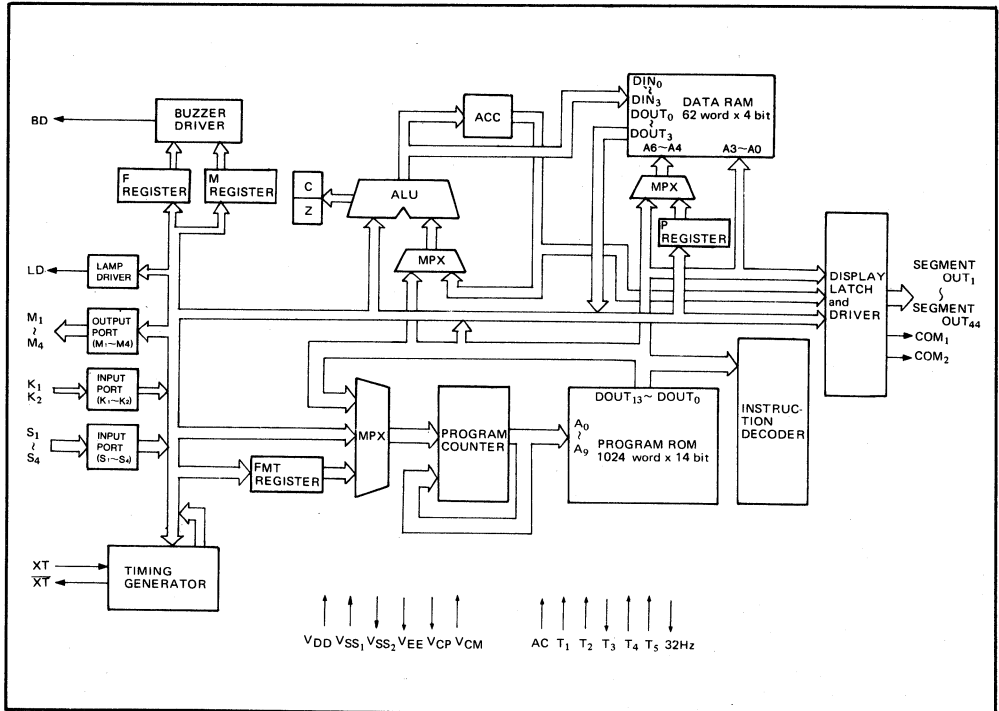 BD
BUZZER
DRIVER
F
REGISTER
M
REGISTER
C
Z
ALU
ACC
MPX
DIN₀
~
DIN₃
DOUT₀
~
DOUT₃
DATA RAM
62 word x 4 bit
A6~A4
A3~A0
MPX
P
REGISTER
LD
LAMP
DRIVER
M₁
~
M₄
OUTPUT
PORT
(M₁~M4)
K₁
K₂
INPUT
PORT
(K₁~K₂)
S₁
~
S₄
INPUT
PORT
(S₁~S₄)
FMT
REGISTER
MPX
PROGRAM
COUNTER
DOUT₁₃~ DOUT₀
A₀
~
A₉
PROGRAM ROM
1024 word x 14 bit
INSTRUC-
TION
DECODER
DISPLAY
LATCH
and
DRIVER
SEGMENT
OUT₁
~
SEGMENT
OUT₄₄
COM₁
COM₂
XT
X̅T̅
TIMING
GENERATOR
VDD VSS₁ VSS₂ VEE VCP VCM
AC T₁ T₂ T₃ T₄ T₅ 32Hz